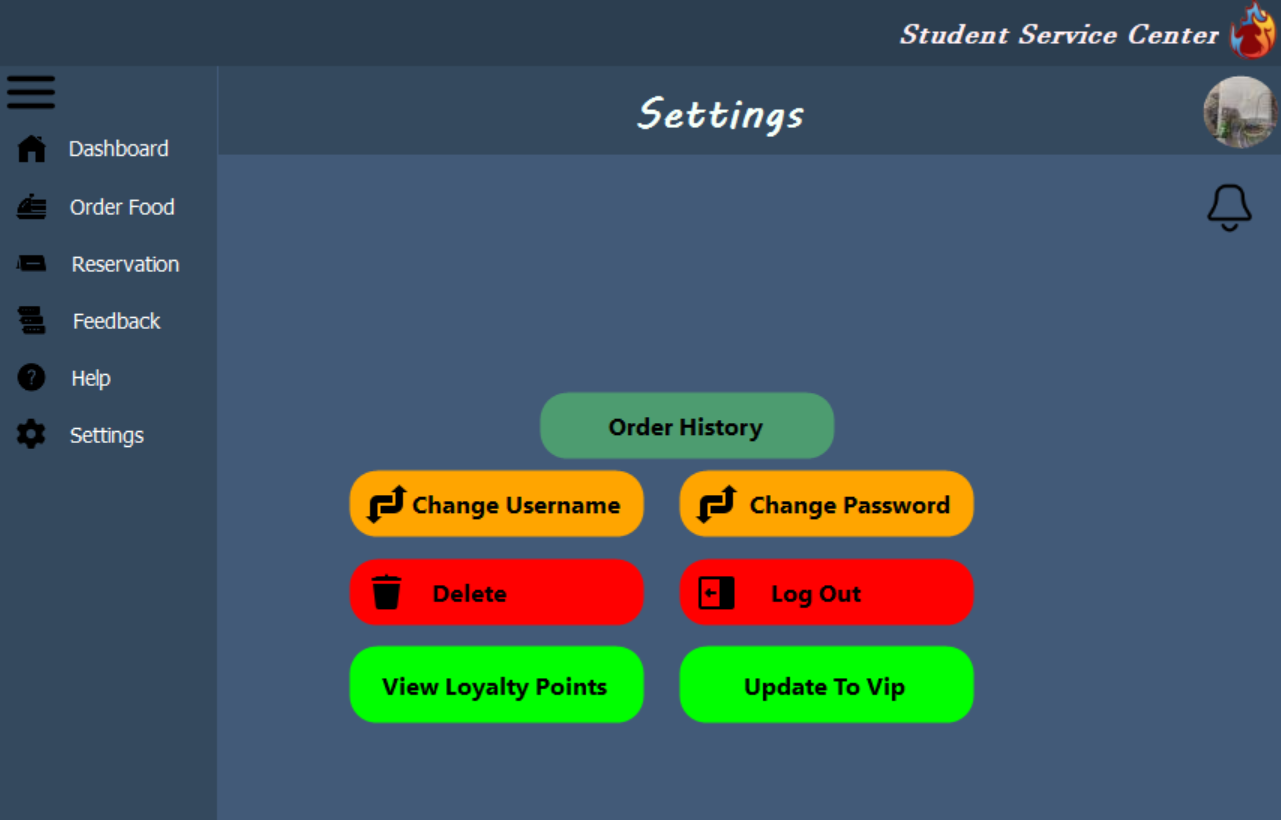 Student Service Center
Settings
Dashboard
Order Food
Reservation
Feedback
? Help
Settings
Order History
Change Username
Change Password
Delete
Log Out
View Loyalty Points
Update To Vip